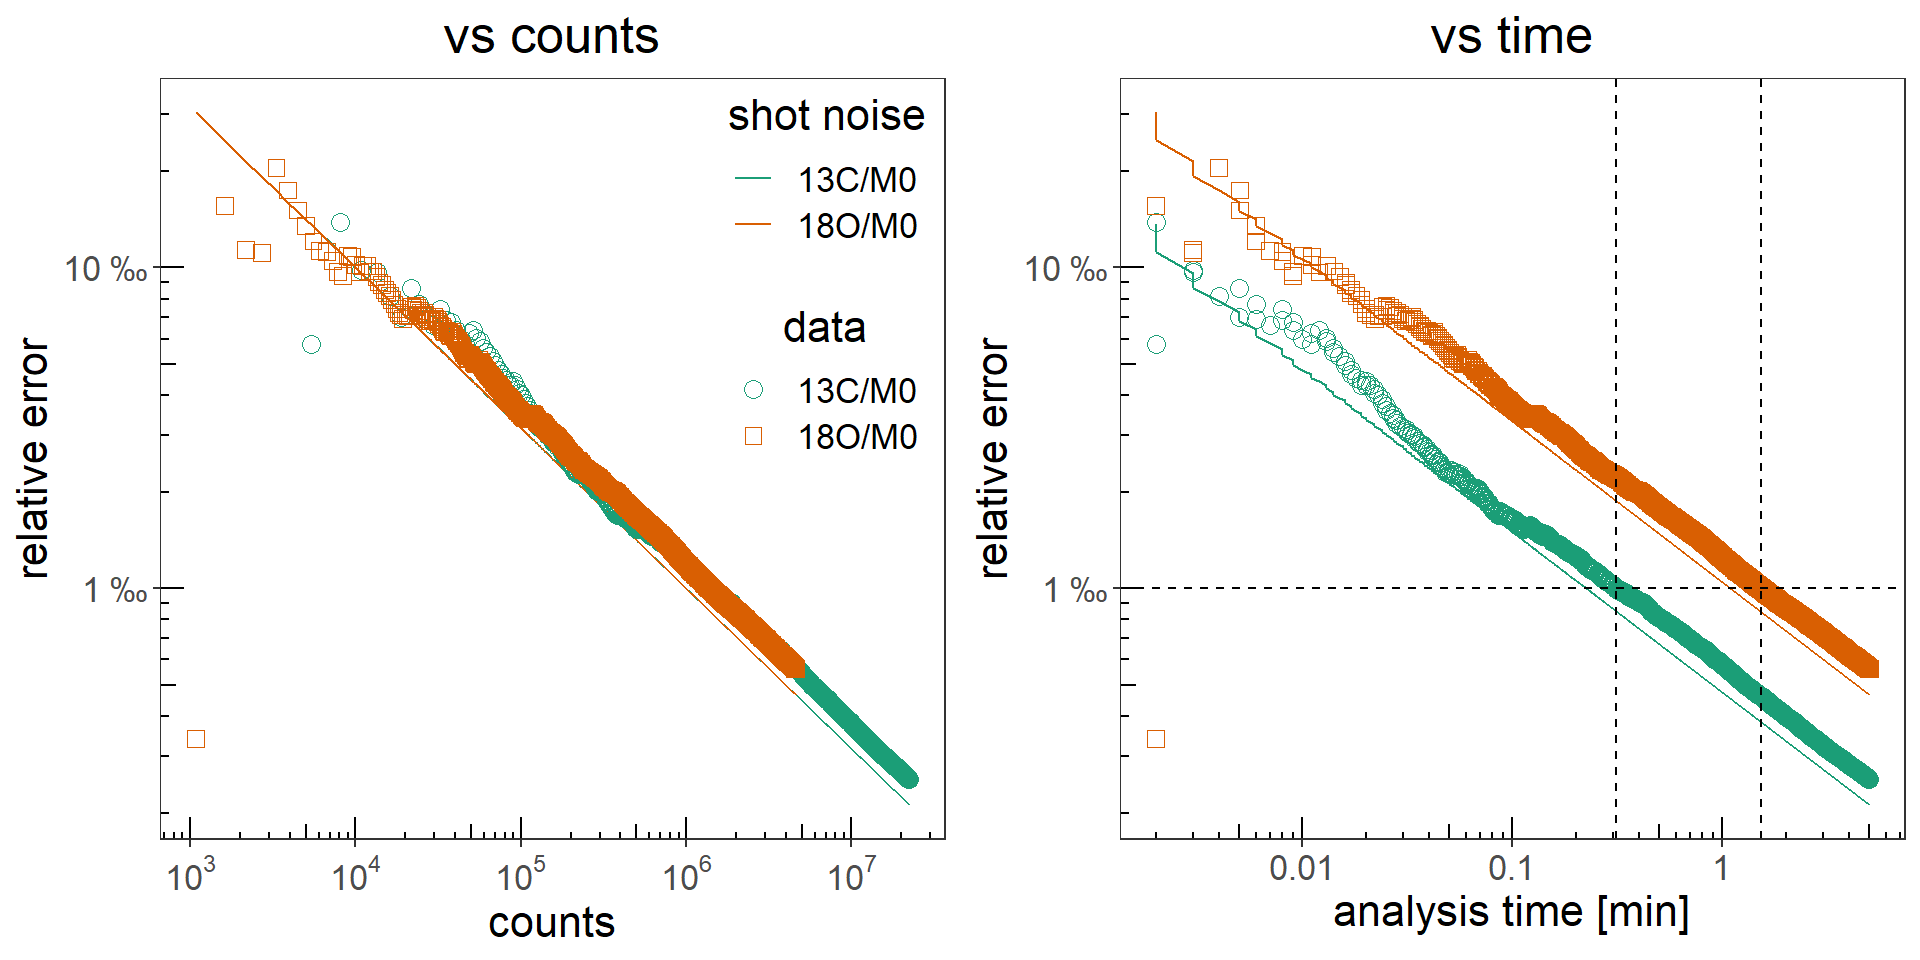 vs counts
relative error
10 ‰
1 ‰
shot noise
13C/M0
18O/M0
data
13C/M0
18O/M0
10³ 10⁴ 10⁵ 10⁶ 10⁷
counts
vs time
relative error
10 ‰
1 ‰
0.01 0.1 1
analysis time [min]